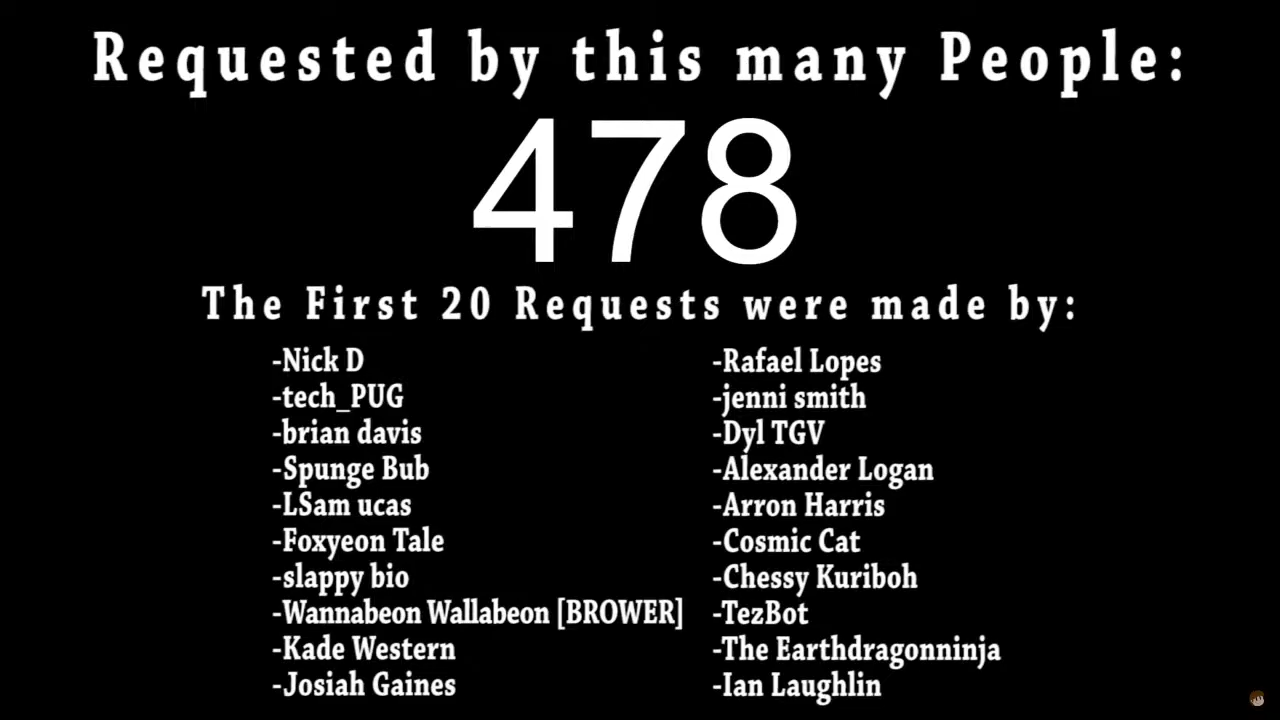 Requested by this many People:
478
The First 20 Requests were made by:
-Nick D
-tech_PUG
-brian davis
-Spunge Bub
-LSam ucas
-Foxyeon Tale
-slappy bio
-Wannabeon Wallabeon [BROWER]
-Kade Western
-Josiah Gaines
-Rafael Lopes
-jenni smith
-Dyl TGV
-Alexander Logan
-Arron Harris
-Cosmic Cat
-Chessy Kuriboh
-TezBot
-The Earthdragonninja
-Ian Laughlin